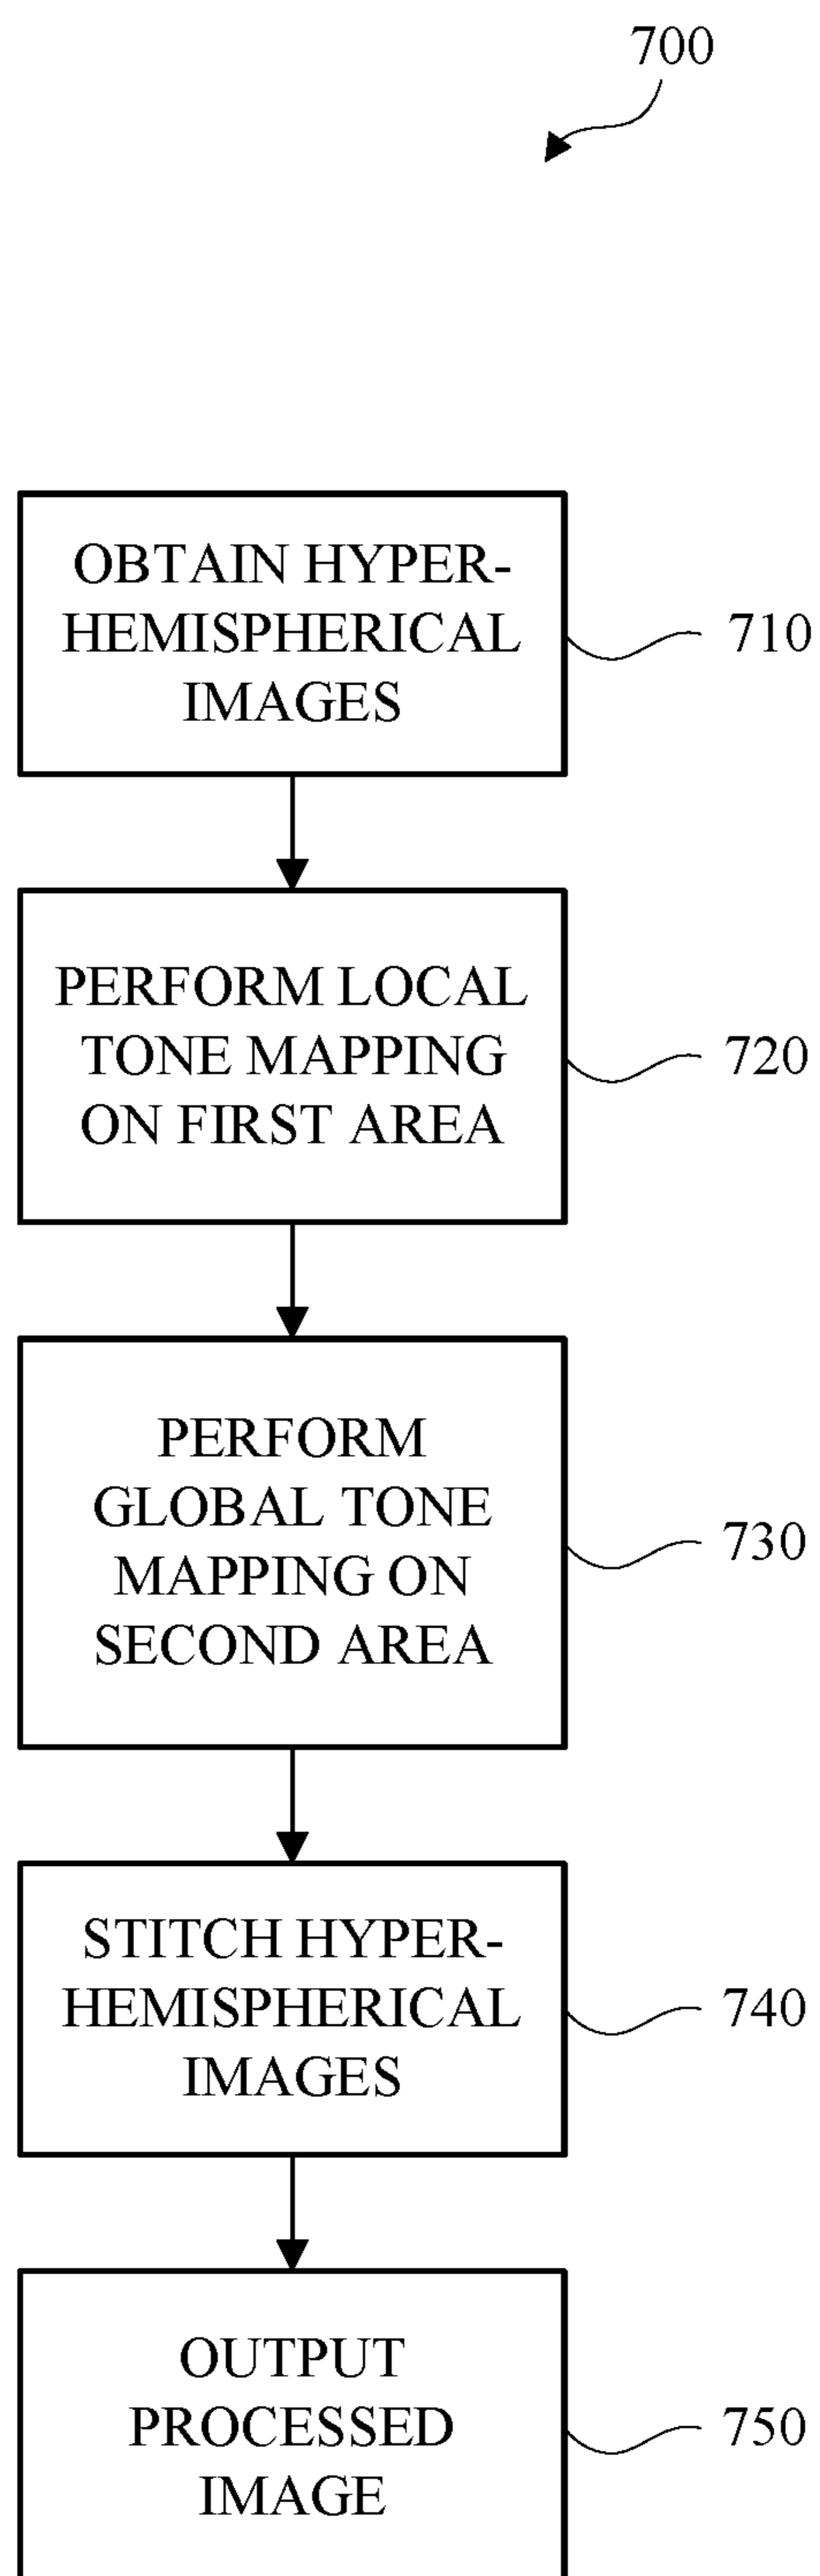 700
OBTAIN HYPER-
HEMISPHERICAL
IMAGES
710
PERFORM LOCAL
TONE MAPPING
ON FIRST AREA
720
PERFORM
GLOBAL TONE
MAPPING ON
SECOND AREA
730
STITCH HYPER-
HEMISPHERICAL
IMAGES
740
OUTPUT
PROCESSED
IMAGE
750